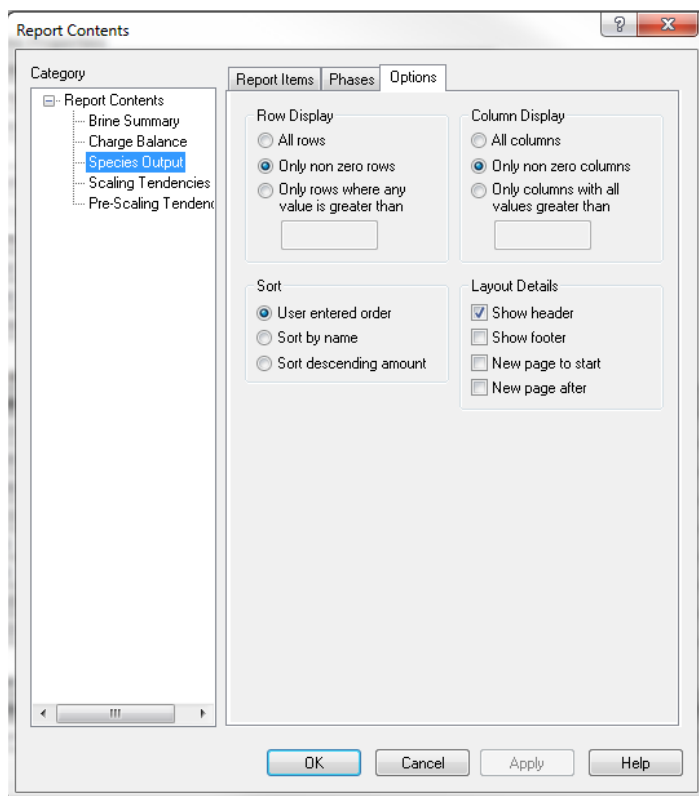 Report Contents
Category
Report Contents
Brine Summary
Charge Balance
Species Output
Scaling Tendencies
Pre-Scaling Tenden
Report Items
Phases
Options
Row Display
All rows
Only non zero rows
Only rows where any
value is greater than
Column Display
All columns
Only non zero columns
Only columns with all
values greater than
Sort
User entered order
Sort by name
Sort descending amount
Layout Details
Show header
Show footer
New page to start
New page after
OK
Cancel
Apply
Help